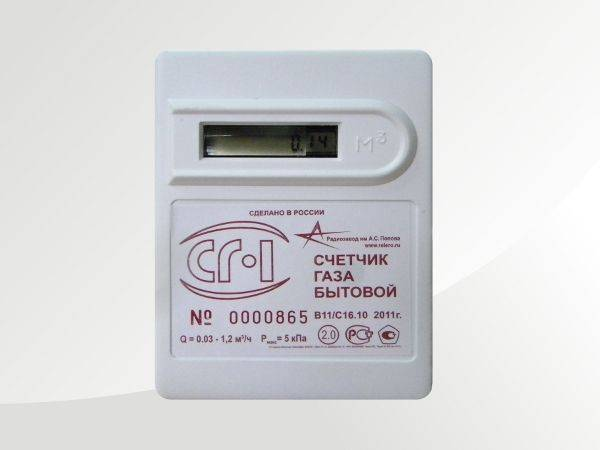 0.14
м³
СДЕЛАНО В РОССИИ
Радиозавод им А.С. Попова
www.relero.ru
СГ-1
СЧЕТЧИК
ГАЗА
БЫТОВОЙ
№ 0000865
В11/С16.10 2011г.
Q = 0.03 - 1,2 м³/ч Pмакс = 5 кПа
2.0